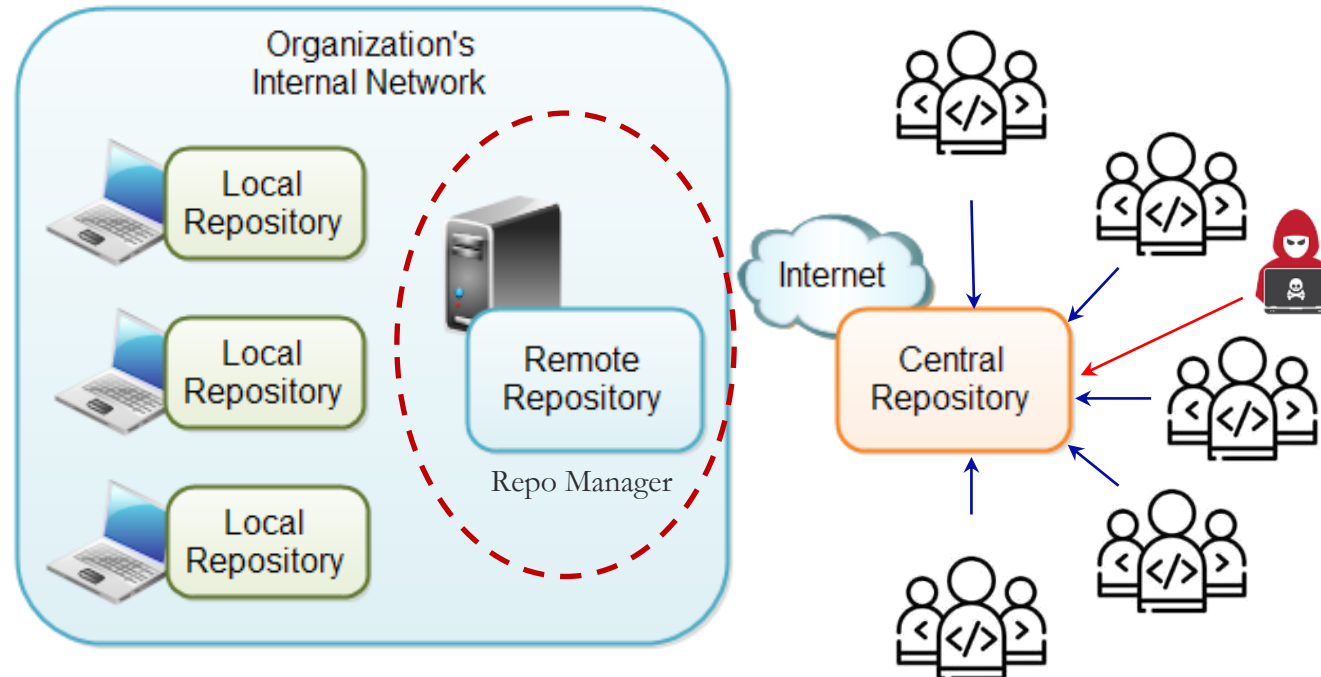 Organization's
Internal Network
Local
Repository
Local
Repository
Local
Repository
Remote
Repository
Repo Manager
Internet
Central
Repository
< </> >
< </> >
< </> >
< </> >
< </> >